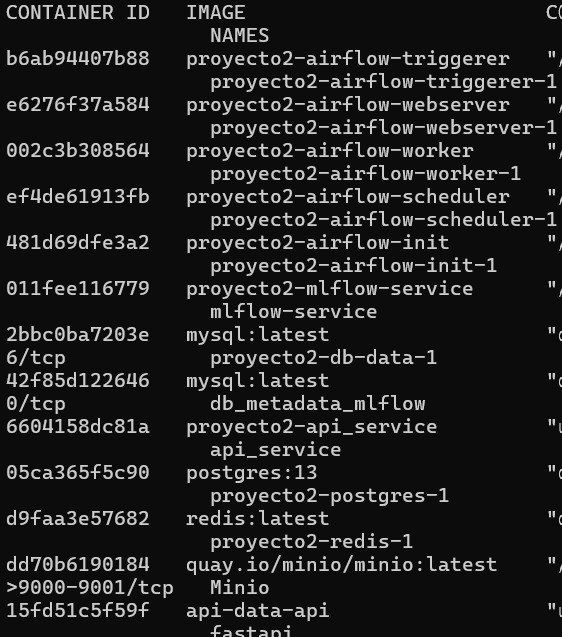 CONTAINER ID   IMAGE                         CO
                 NAMES
b6ab94407b88   proyecto2-airflow-triggerer   "/
                 proyecto2-airflow-triggerer-1
e6276f37a584   proyecto2-airflow-webserver   "/
                 proyecto2-airflow-webserver-1
002c3b308564   proyecto2-airflow-worker      "/
                 proyecto2-airflow-worker-1
ef4de61913fb   proyecto2-airflow-scheduler   "/
                 proyecto2-airflow-scheduler-1
481d69dfe3a2   proyecto2-airflow-init        "/
                 proyecto2-airflow-init-1
011fee116779   proyecto2-mlflow-service      "/
                 mlflow-service
2bbc0ba7203e   mysql:latest                  "d
6/tcp            proyecto2-db-data-1
42f85d122646   mysql:latest                  "d
0/tcp            db_metadata_mlflow
6604158dc81a   proyecto2-api_service         "u
                 api_service
05ca365f5c90   postgres:13                   "d
                 proyecto2-postgres-1
d9faa3e57682   redis:latest                  "d
                 proyecto2-redis-1
dd70b6190184   quay.io/minio/minio:latest    "/
>9000-9001/tcp   Minio
15fd51c5f59f   api-data-api                  "u
                 fastapi